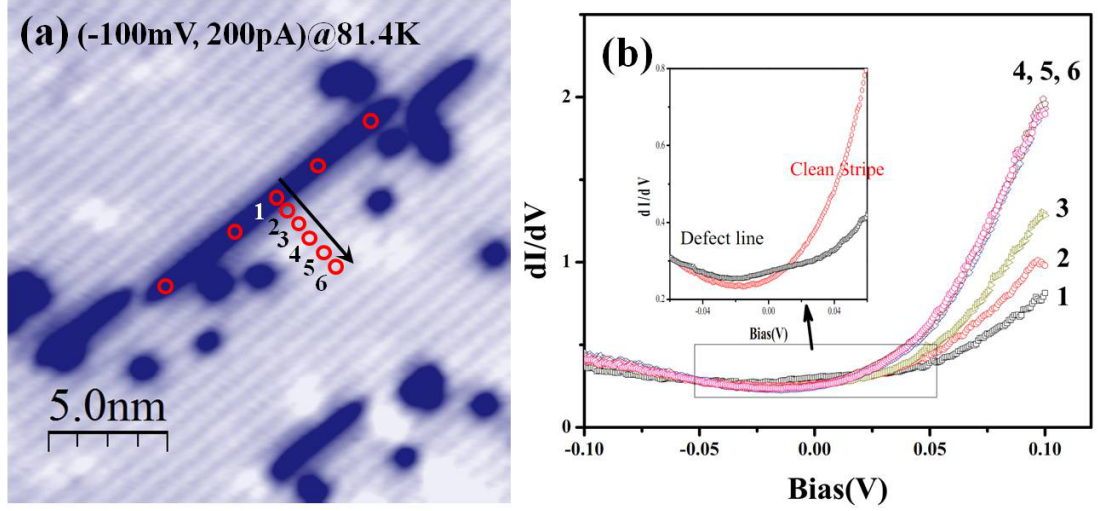 (a) (-100mV, 200pA)@81.4K
1
2
3
4
5
6
5.0nm
(b)
4, 5, 6
3
2
1
dI/dV
2
1
0
-0.10
-0.05
0.00
0.05
0.10
Bias(V)
0.8
0.6
0.4
0.2
dI/dV
Clean Stripe
Defect line
-0.04
0.00
0.04
Bias(V)